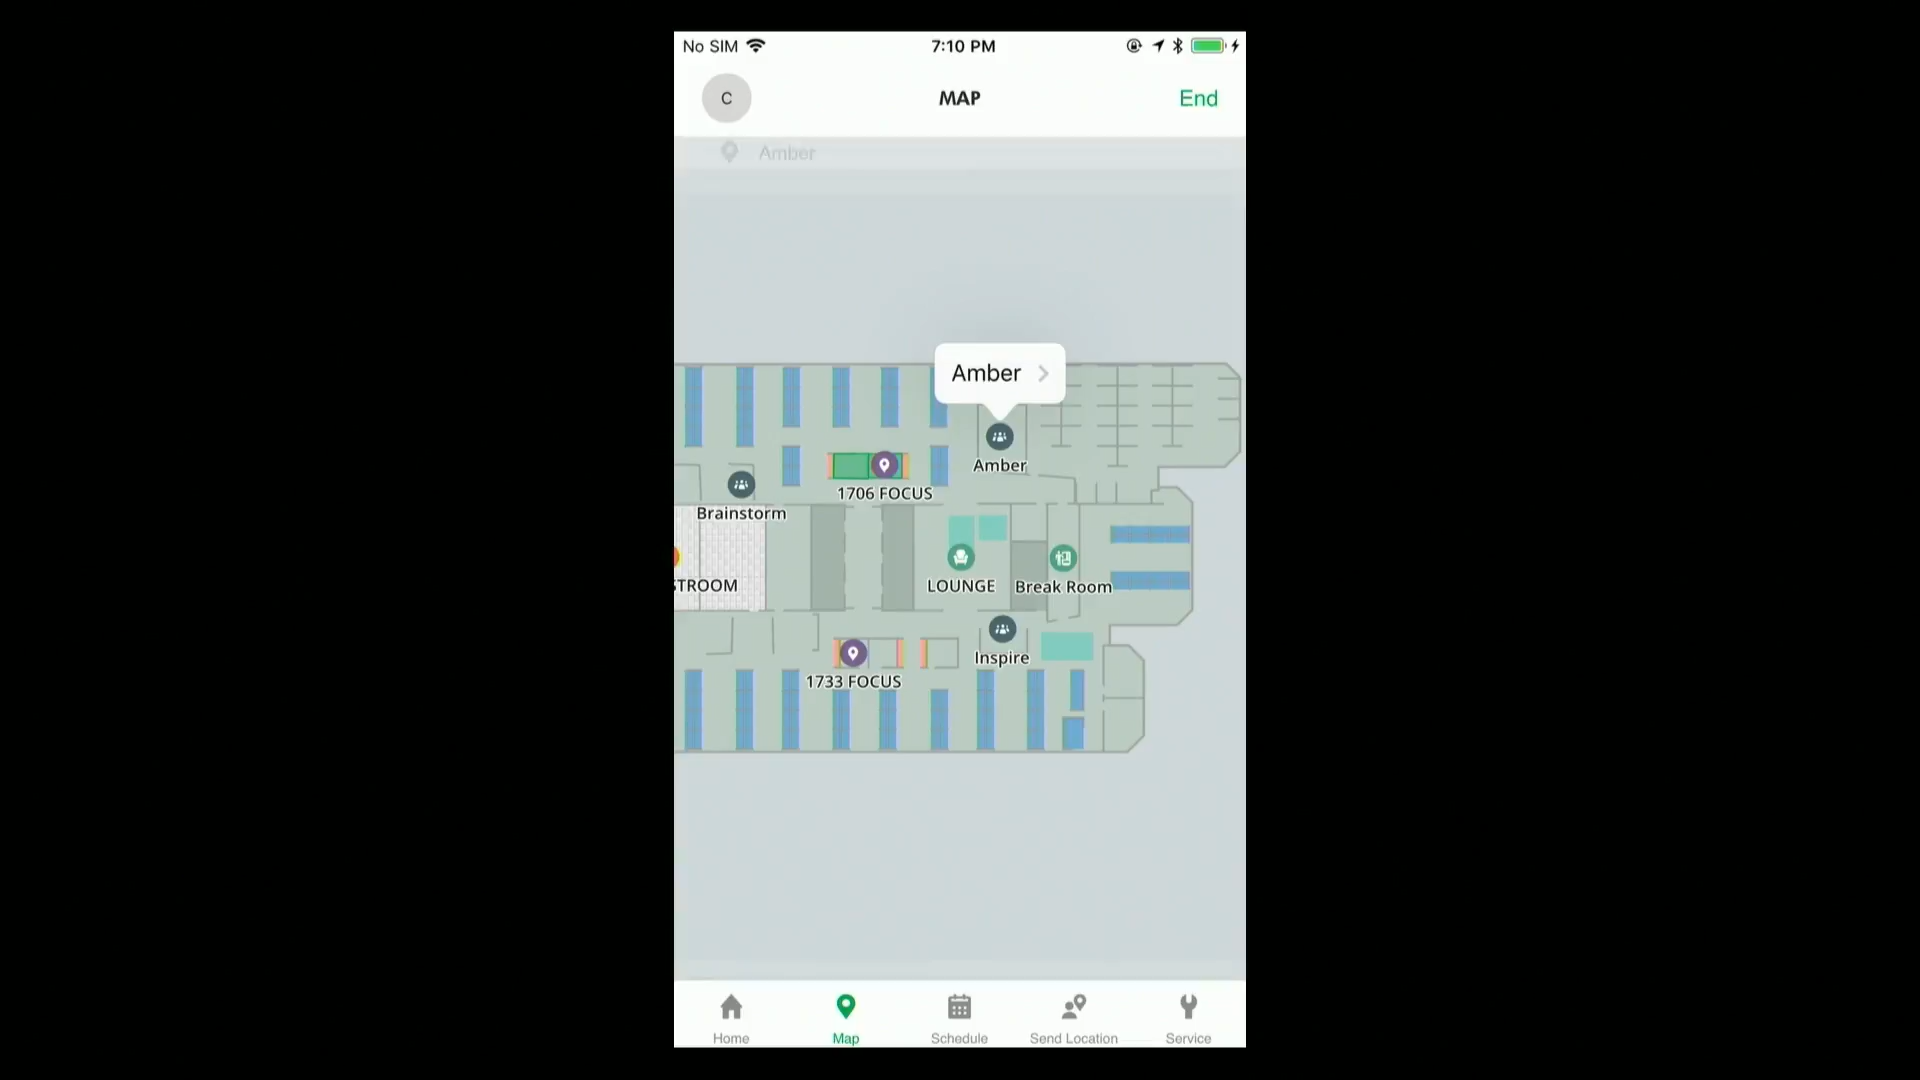 No SIM
7:10 PM
C
MAP
End
Amber
Amber
Amber
1706 FOCUS
Brainstorm
STROOM
LOUNGE
Break Room
Inspire
1733 FOCUS
Home
Map
Schedule
Send Location
Service